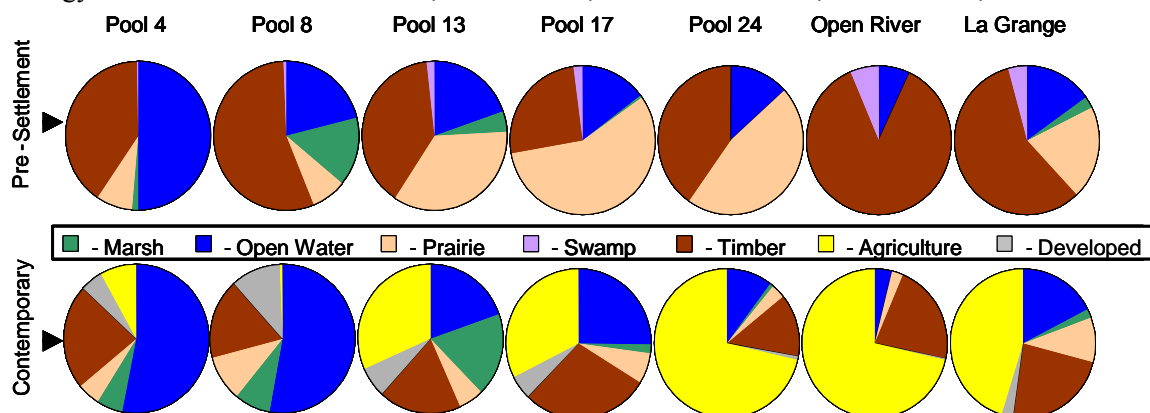 Pool 4 Pool 8 Pool 13 Pool 17 Pool 24 Open River La Grange
Pre-Settlement
- Marsh - Open Water - Prairie - Swamp - Timber - Agriculture - Developed
Contemporary